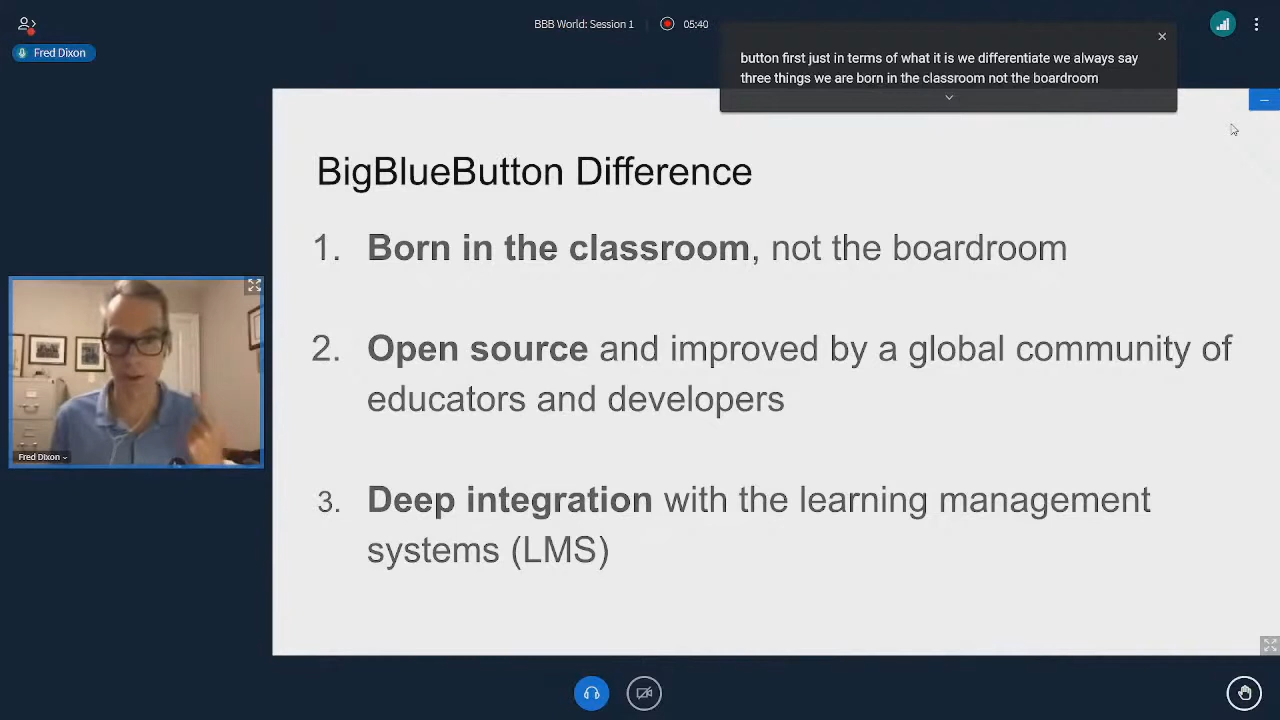 BBB World: Session 1
05:40
Fred Dixon
button first just in terms of what it is we differentiate we always say
three things we are born in the classroom not the boardroom
BigBlueButton Difference
1. Born in the classroom, not the boardroom
2. Open source and improved by a global community of
educators and developers
3. Deep integration with the learning management
systems (LMS)
Fred Dixon